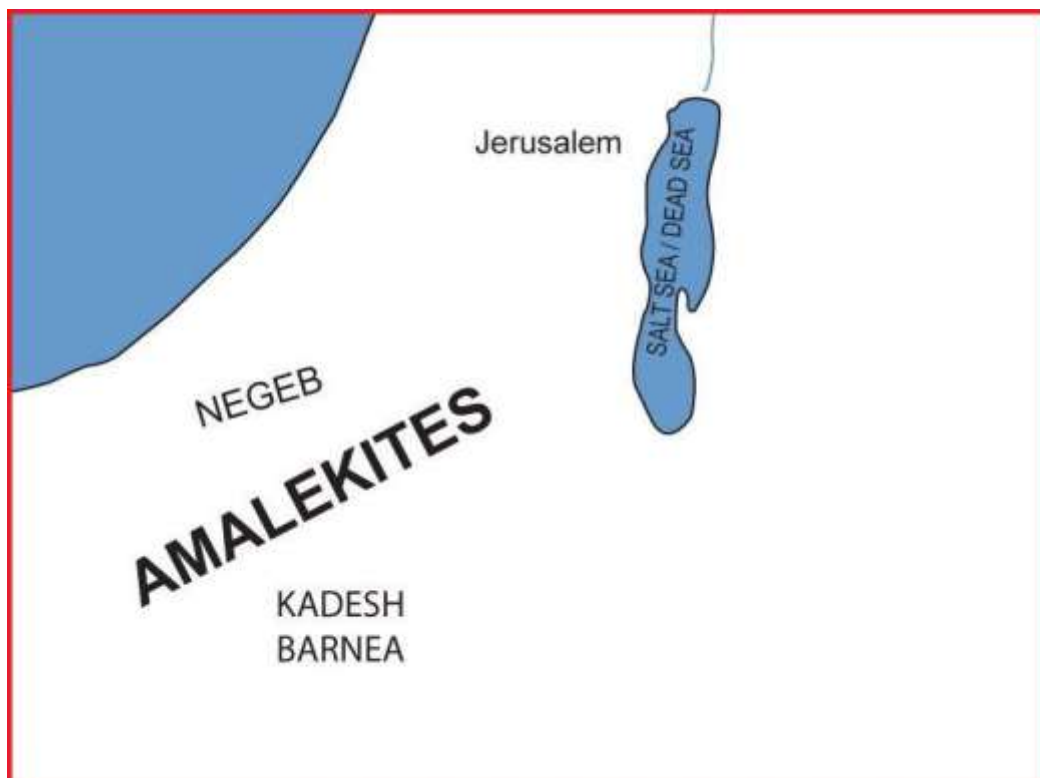 Jerusalem
SALT SEA / DEAD SEA
NEGEB
AMALEKITES
KADESH
BARNEA